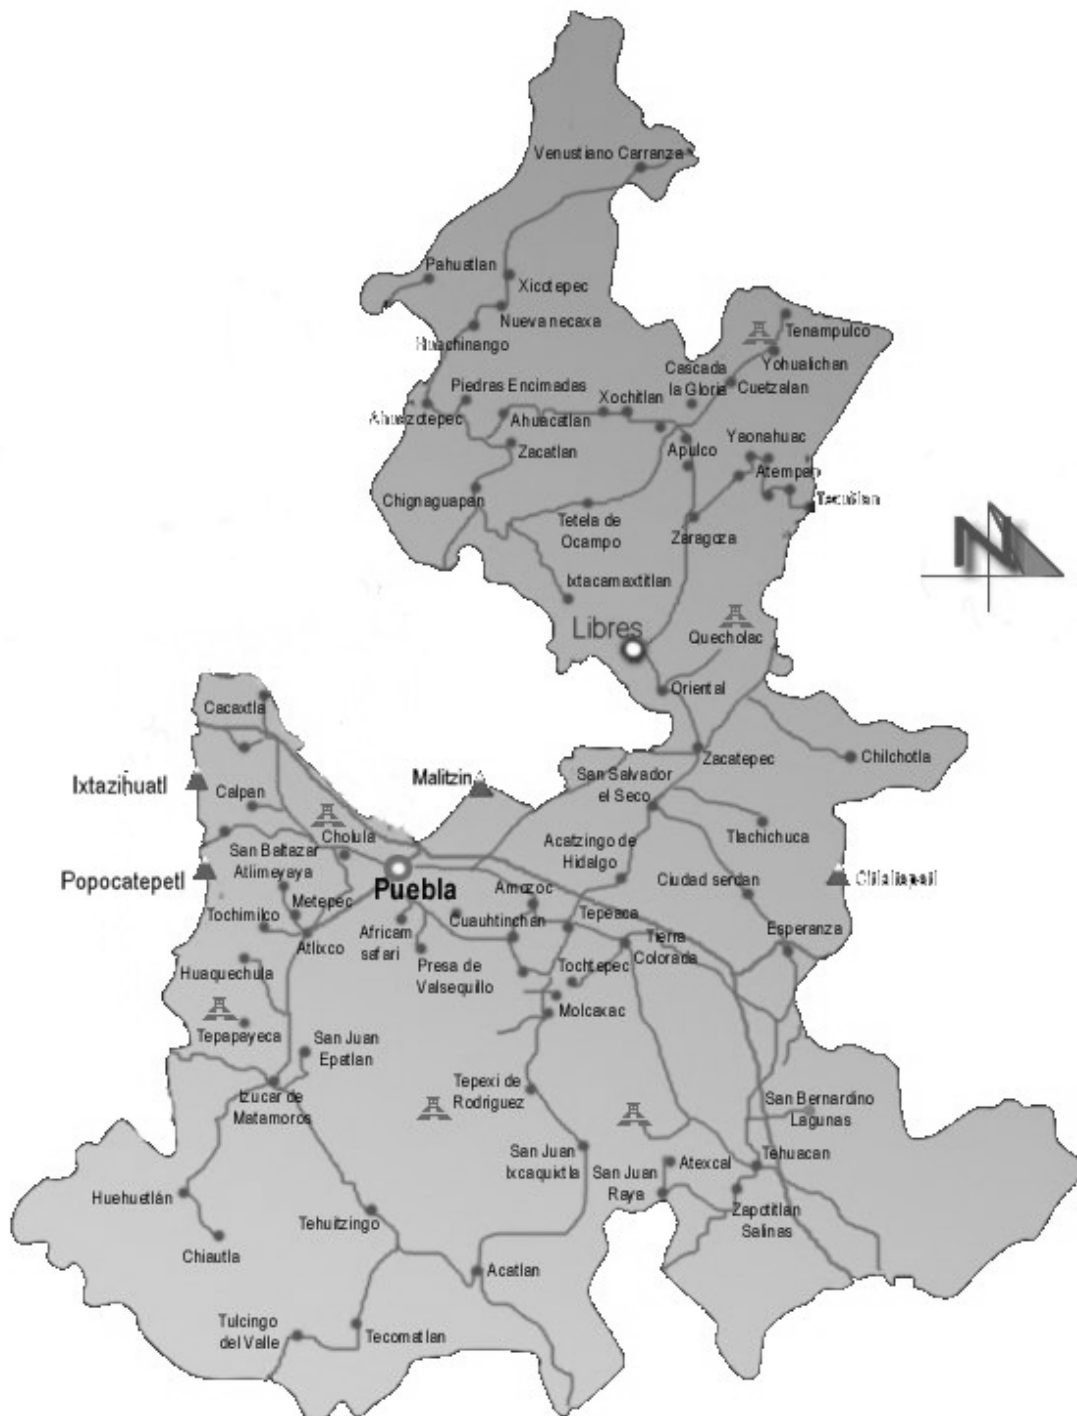 Venustiano Carranza
Pahuatlan
Xicotepec
Nueva necaxa
Huachinango
Tenampulco
Yohualichan
Cascada
la Gloria
Cuetzalan
Piedras Encimadas
Xochitlan
Ahuazotepec
Ahuacatlan
Zacatlan
Apulco
Yaonahuac
Atempan
Chignaguapan
Tetela de
Ocampo
Zaragoza
N
Ixtacamaxtitlan
Libres
Quecholac
Oriental
Cacaxtla
Zacatepec
Chilchotla
Ixtazihuatl
Malitzin
San Salvador
el Seco
Calpan
Cholula
Tlachichuca
San Baltazar
Atlimeyaya
Acatzingo de
Hidalgo
Popocatepetl
Puebla
Amozoc
Ciudad serdan
Metepec
Tochimilco
Atlixco
African
safari
Cuauhtinchan
Tepeaca
Tierra
Colorada
Esperanza
Huaquechula
Presa de
Valsequillo
Tochtepec
Molcaxac
Tepapayeca
San Juan
Epatlan
Izucar de
Matamoros
Tepexi de
Rodriguez
San Bernardino
Lagunas
San Juan
Ixcaquixtla
San Juan
Raya
Atexcal
Tehuacan
Zapotitlan
Salinas
Huehuetlán
Chiautla
Tehuitzingo
Acatlan
Tulcingo
del Valle
Tecomatlan